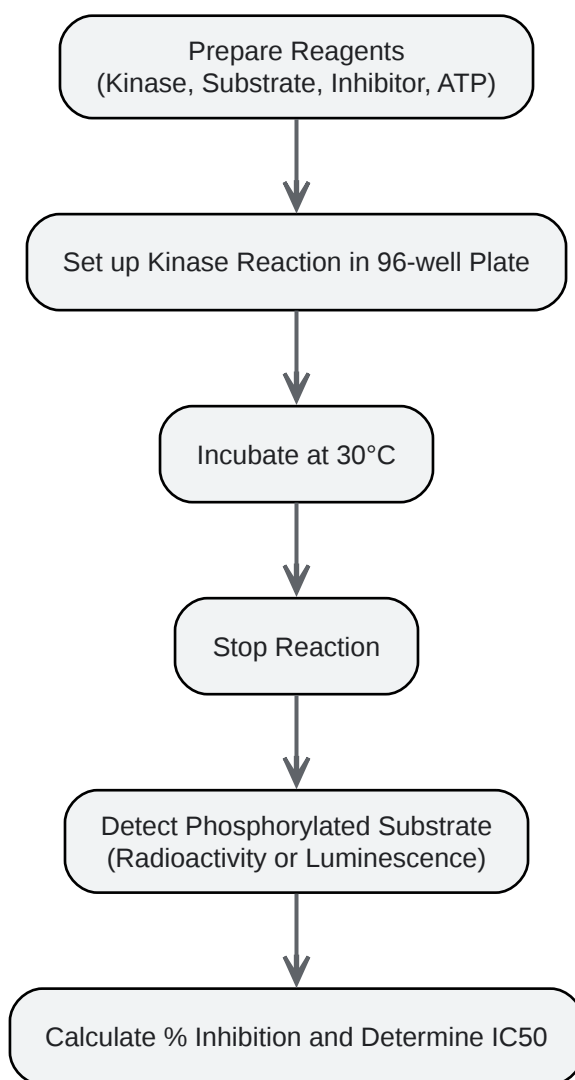 Prepare Reagents
(Kinase, Substrate, Inhibitor, ATP)
Set up Kinase Reaction in 96-well Plate
Incubate at 30°C
Stop Reaction
Detect Phosphorylated Substrate
(Radioactivity or Luminescence)
Calculate % Inhibition and Determine IC50